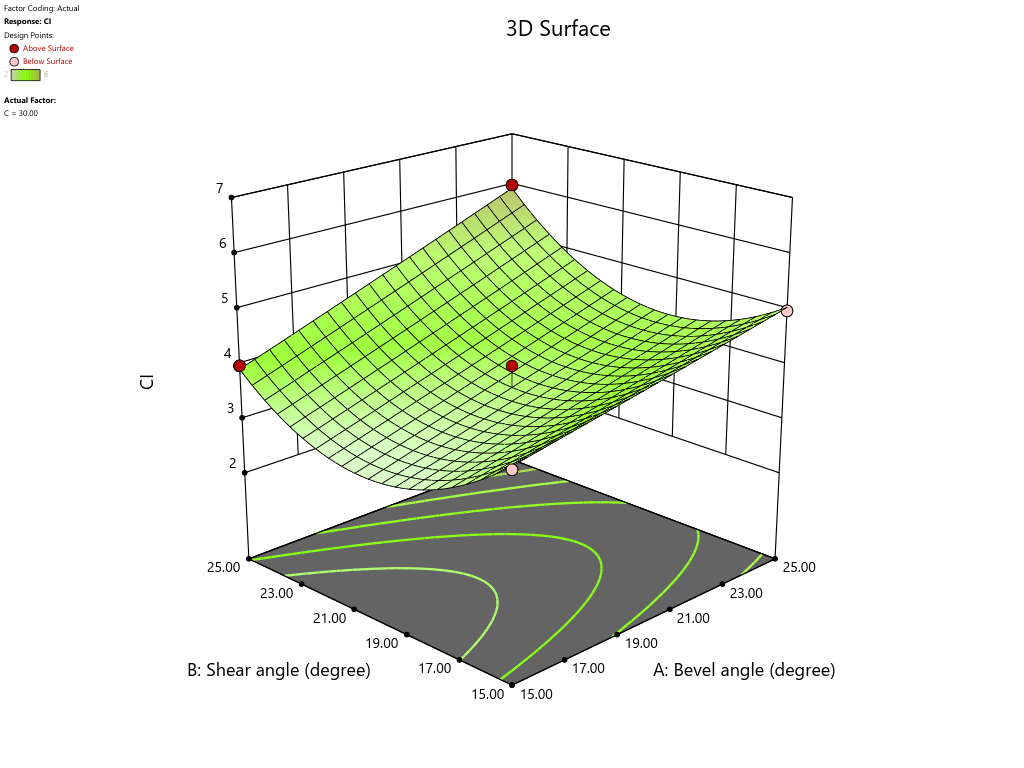 Factor Coding: Actual
3D Surface
Response: CI
Design Points:
Above Surface
Below Surface
2 6
Actual Factor:
C = 30.00
7
6
5
4
3
2
CI
25.00
23.00
21.00
19.00
17.00
15.00
15.00
17.00
19.00
21.00
23.00
25.00
B: Shear angle (degree)
A: Bevel angle (degree)